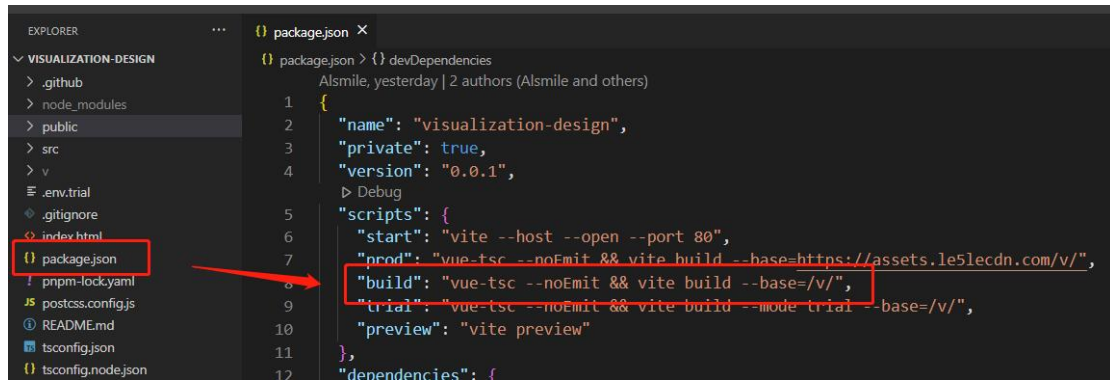 EXPLORER ···
VISUALIZATION-DESIGN
.github
node_modules
public
src
v
.env.trial
.gitignore
index.html
{} package.json
! pnpm-lock.yaml
JS postcss.config.js
README.md
TS tsconfig.json
{} tsconfig.node.json
{} package.json ×
{} package.json > {} devDependencies
Alsmile, yesterday | 2 authors (Alsmile and others)
1 {
2 "name": "visualization-design",
3 "private": true,
4 "version": "0.0.1",
Debug
5 "scripts": {
6 "start": "vite --host --open --port 80",
7 "prod": "vue-tsc --noEmit && vite build --base=https://assets.le5lecdn.com/v/",
8 "build": "vue-tsc --noEmit && vite build --base=/v/",
9 "trial": "vue-tsc --noEmit && vite build --mode trial --base=/v/",
10 "preview": "vite preview"
11 },
12 "dependencies": {